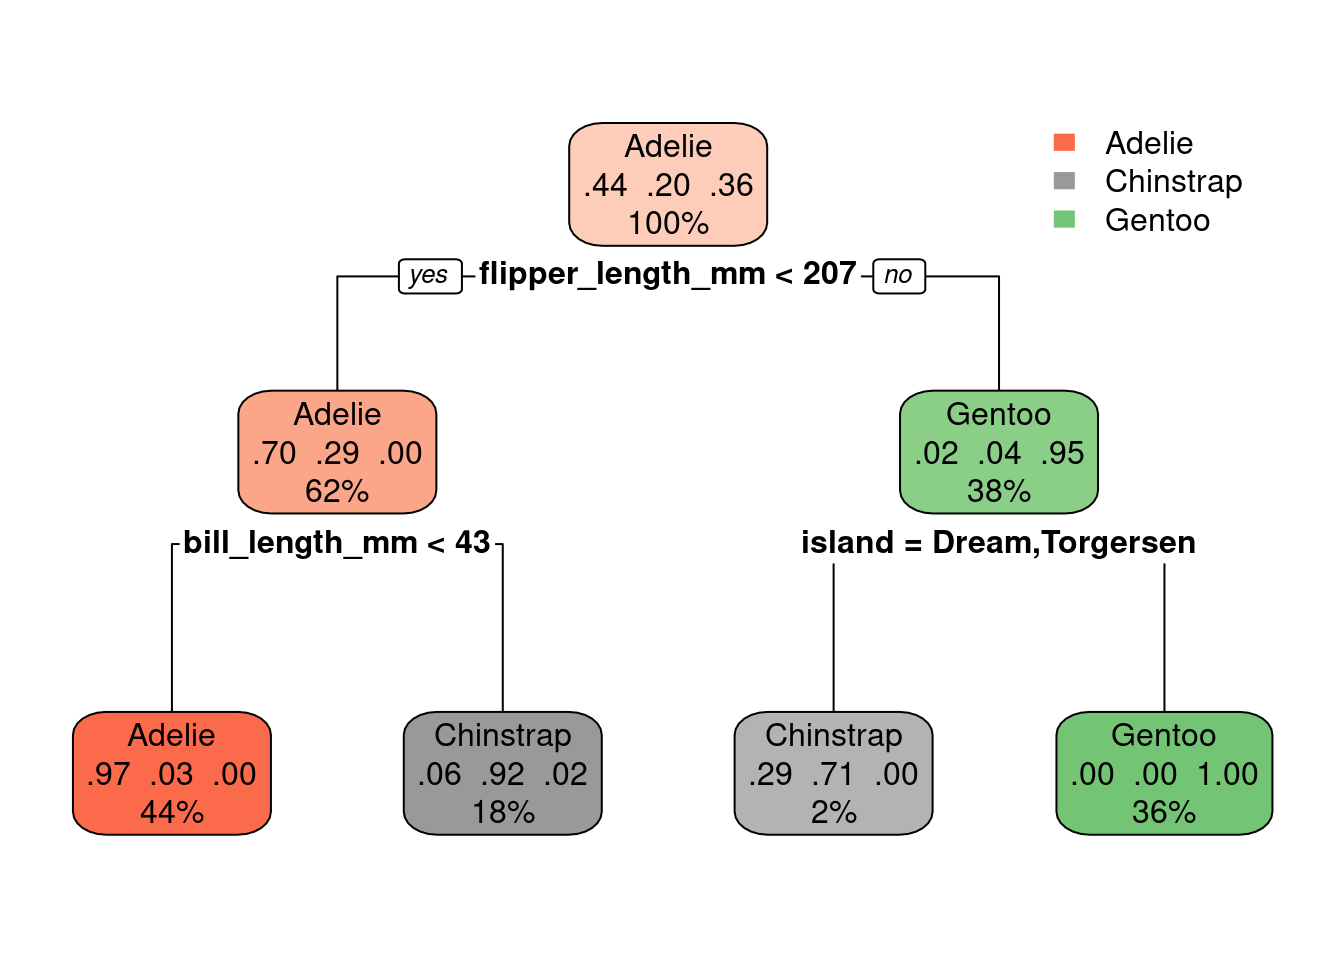 Adelie
.44 .20 .36
100%
Adelie
Chinstrap
Gentoo
yes flipper_length_mm < 207 no
Adelie
.70 .29 .00
62%
Gentoo
.02 .04 .95
38%
bill_length_mm < 43
island = Dream,Torgersen
Adelie
.97 .03 .00
44%
Chinstrap
.06 .92 .02
18%
Chinstrap
.29 .71 .00
2%
Gentoo
.00 .00 1.00
36%